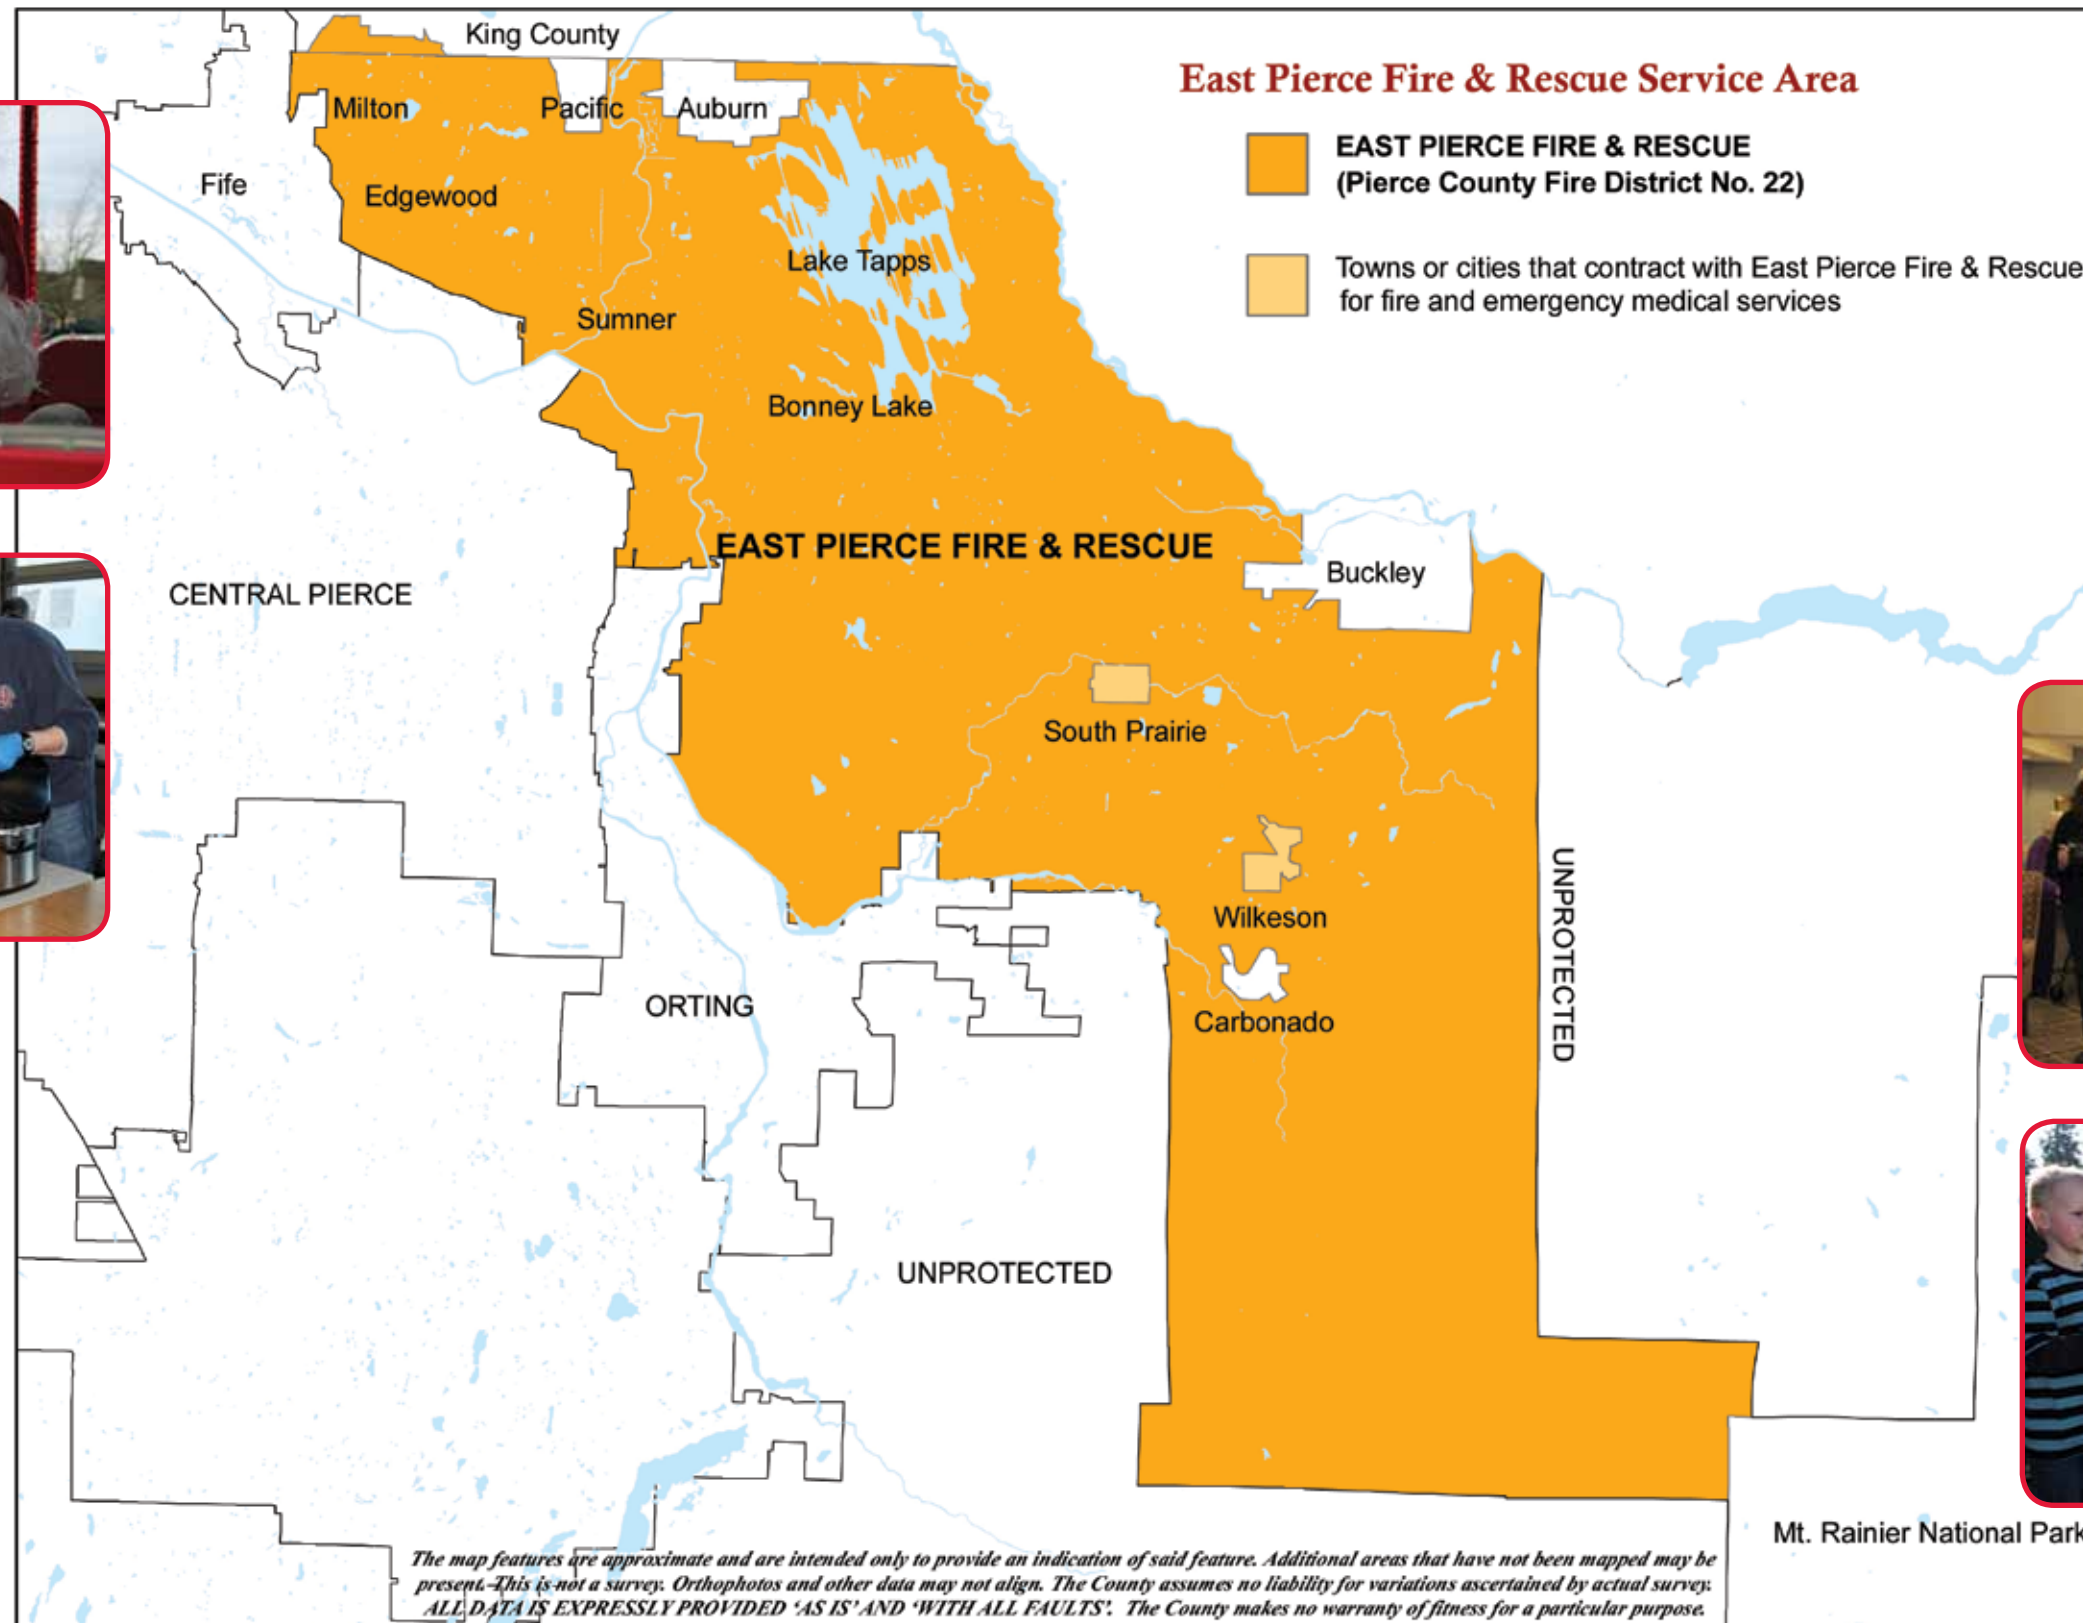 King County
East Pierce Fire & Rescue Service Area
EAST PIERCE FIRE & RESCUE
(Pierce County Fire District No. 22)
Towns or cities that contract with East Pierce Fire & Rescue
for fire and emergency medical services
Milton
Pacific
Auburn
Fife
Edgewood
Lake Tapps
Sumner
Bonney Lake
EAST PIERCE FIRE & RESCUE
Buckley
CENTRAL PIERCE
South Prairie
Wilkeson
UNPROTECTED
Carbonado
ORTING
UNPROTECTED
Mt. Rainier National Park
The map features are approximate and are intended only to provide an indication of said feature. Additional areas that have not been mapped may be
present. This is not a survey. Orthophotos and other data may not align. The County assumes no liability for variations ascertained by actual survey.
ALL DATA IS EXPRESSLY PROVIDED ‘AS IS’ AND ‘WITH ALL FAULTS’. The County makes no warranty of fitness for a particular purpose.